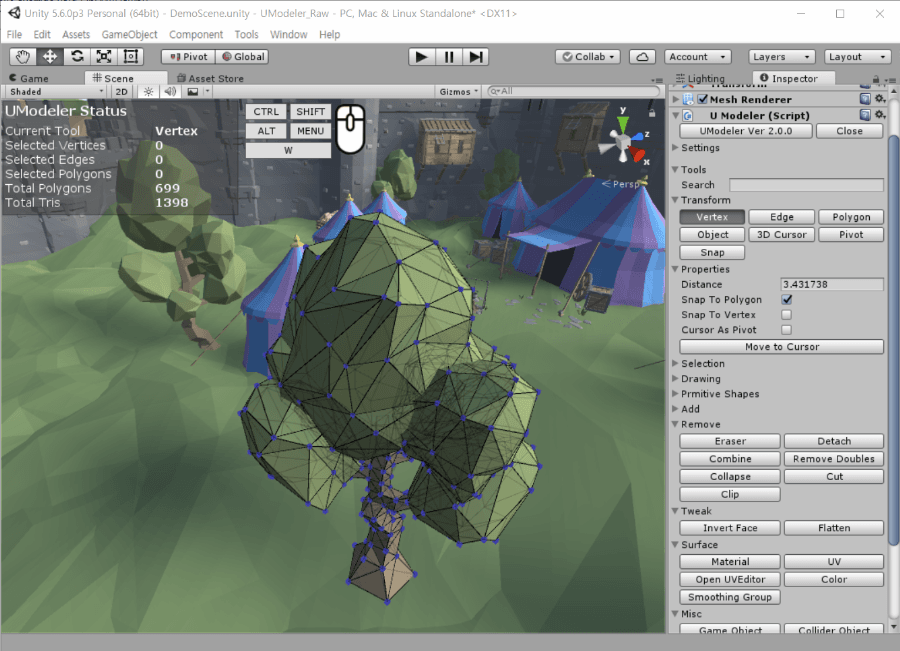 Unity 5.6.0p3 Personal (64bit) - DemoScene.unity - UModeler_Raw - PC, Mac & Linux Standalone* <DX11>
File Edit Assets GameObject Component Tools Window Help
Pivot Global Collab Account Layers Layout
Game Scene Asset Store Lighting Inspector
Shaded 2D Gizmos All
UModeler Status
Current Tool Vertex
Selected Vertices 0
Selected Edges 0
Selected Polygons 0
Total Polygons 699
Total Tris 1398
CTRL SHIFT
ALT MENU
W
y
z
x
Persp
Mesh Renderer
U Modeler (Script)
UModeler Ver 2.0.0 Close
Settings
Tools
Search
Transform
Vertex Edge Polygon
Object 3D Cursor Pivot
Snap
Properties
Distance 3.431738
Snap To Polygon
Snap To Vertex
Cursor As Pivot
Move to Cursor
Selection
Drawing
Prmitive Shapes
Add
Remove
Eraser Detach
Combine Remove Doubles
Collapse Cut
Clip
Tweak
Invert Face Flatten
Surface
Material UV
Open UVEditor Color
Smoothing Group
Misc
Game Object Collider Object